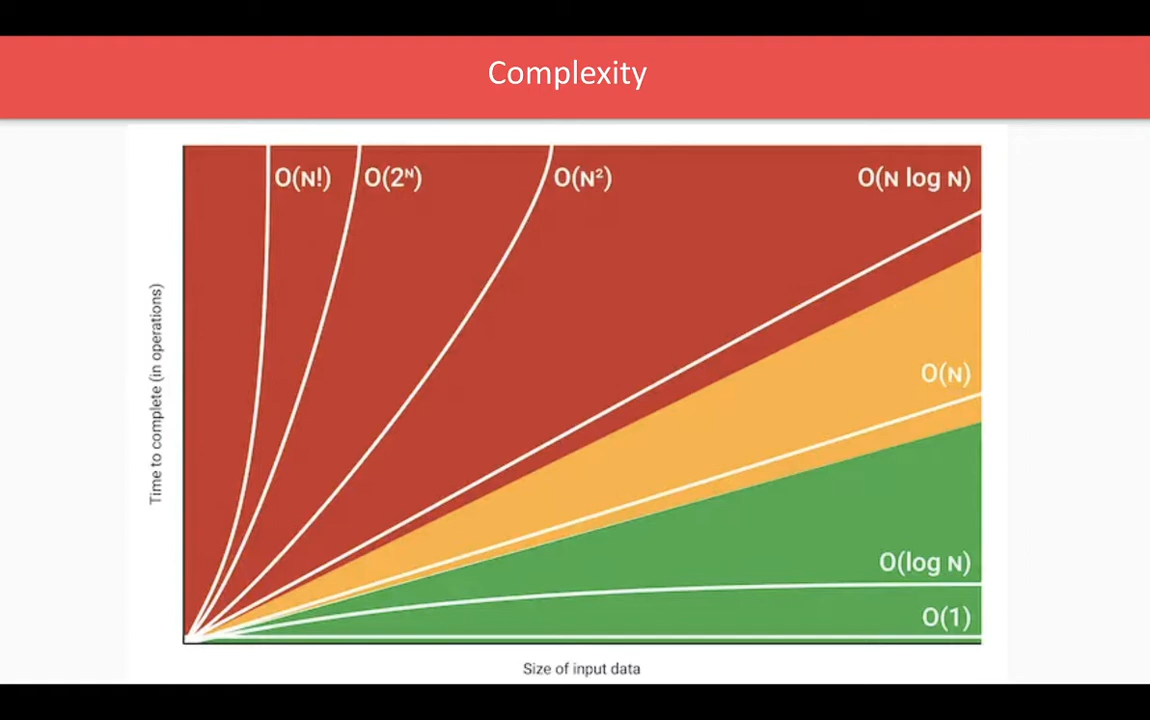 Complexity
O(N!) O(2ᴺ) O(N²) O(N log N)
Time to complete (in operations)
O(N)
O(log N)
O(1)
Size of input data